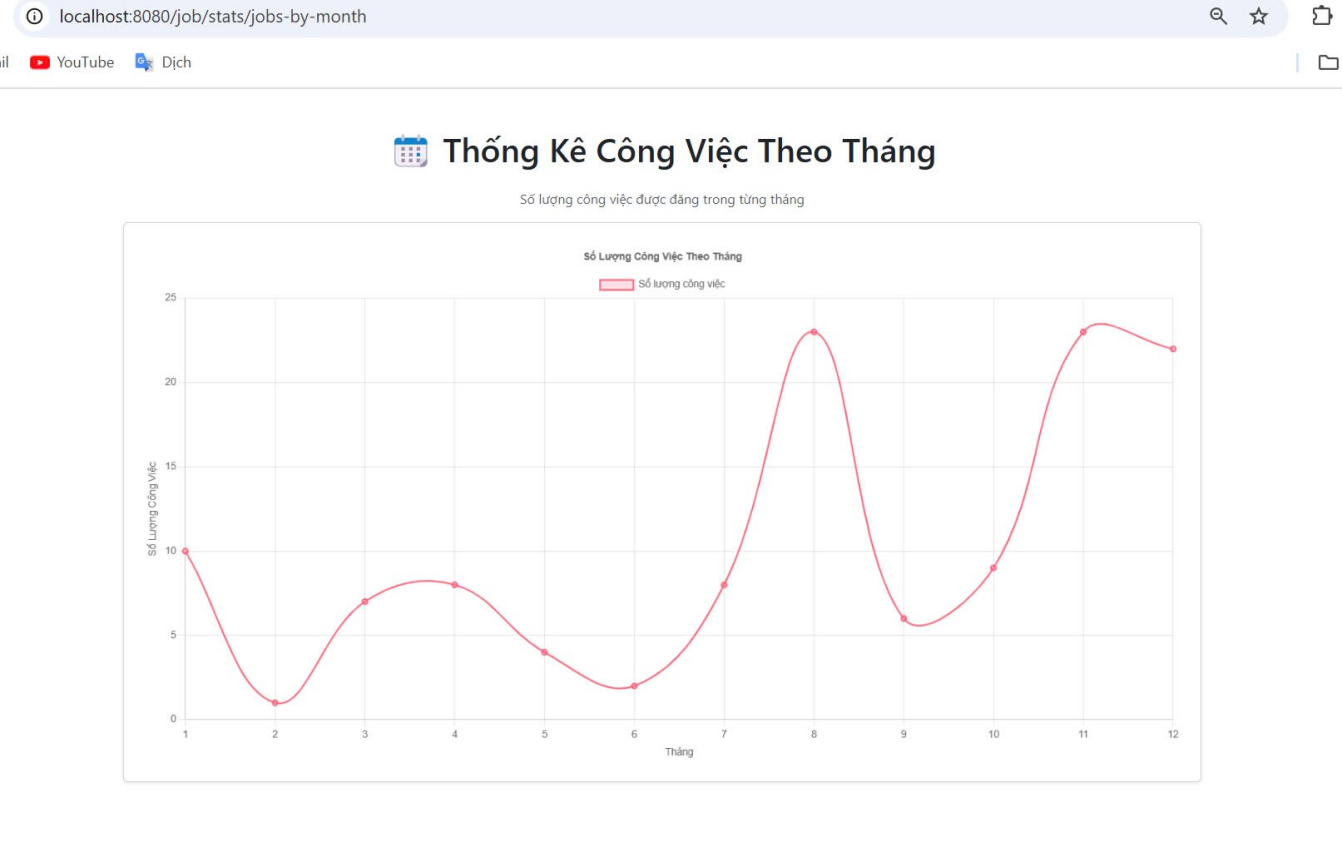 localhost:8080/job/stats/jobs-by-month
il YouTube Dịch
Thống Kê Công Việc Theo Tháng
Số lượng công việc được đăng trong từng tháng
Số Lượng Công Việc Theo Tháng
Số lượng công việc
25
20
15
10
5
0
Số Lượng Công Việc
1 2 3 4 5 6 7 8 9 10 11 12
Tháng